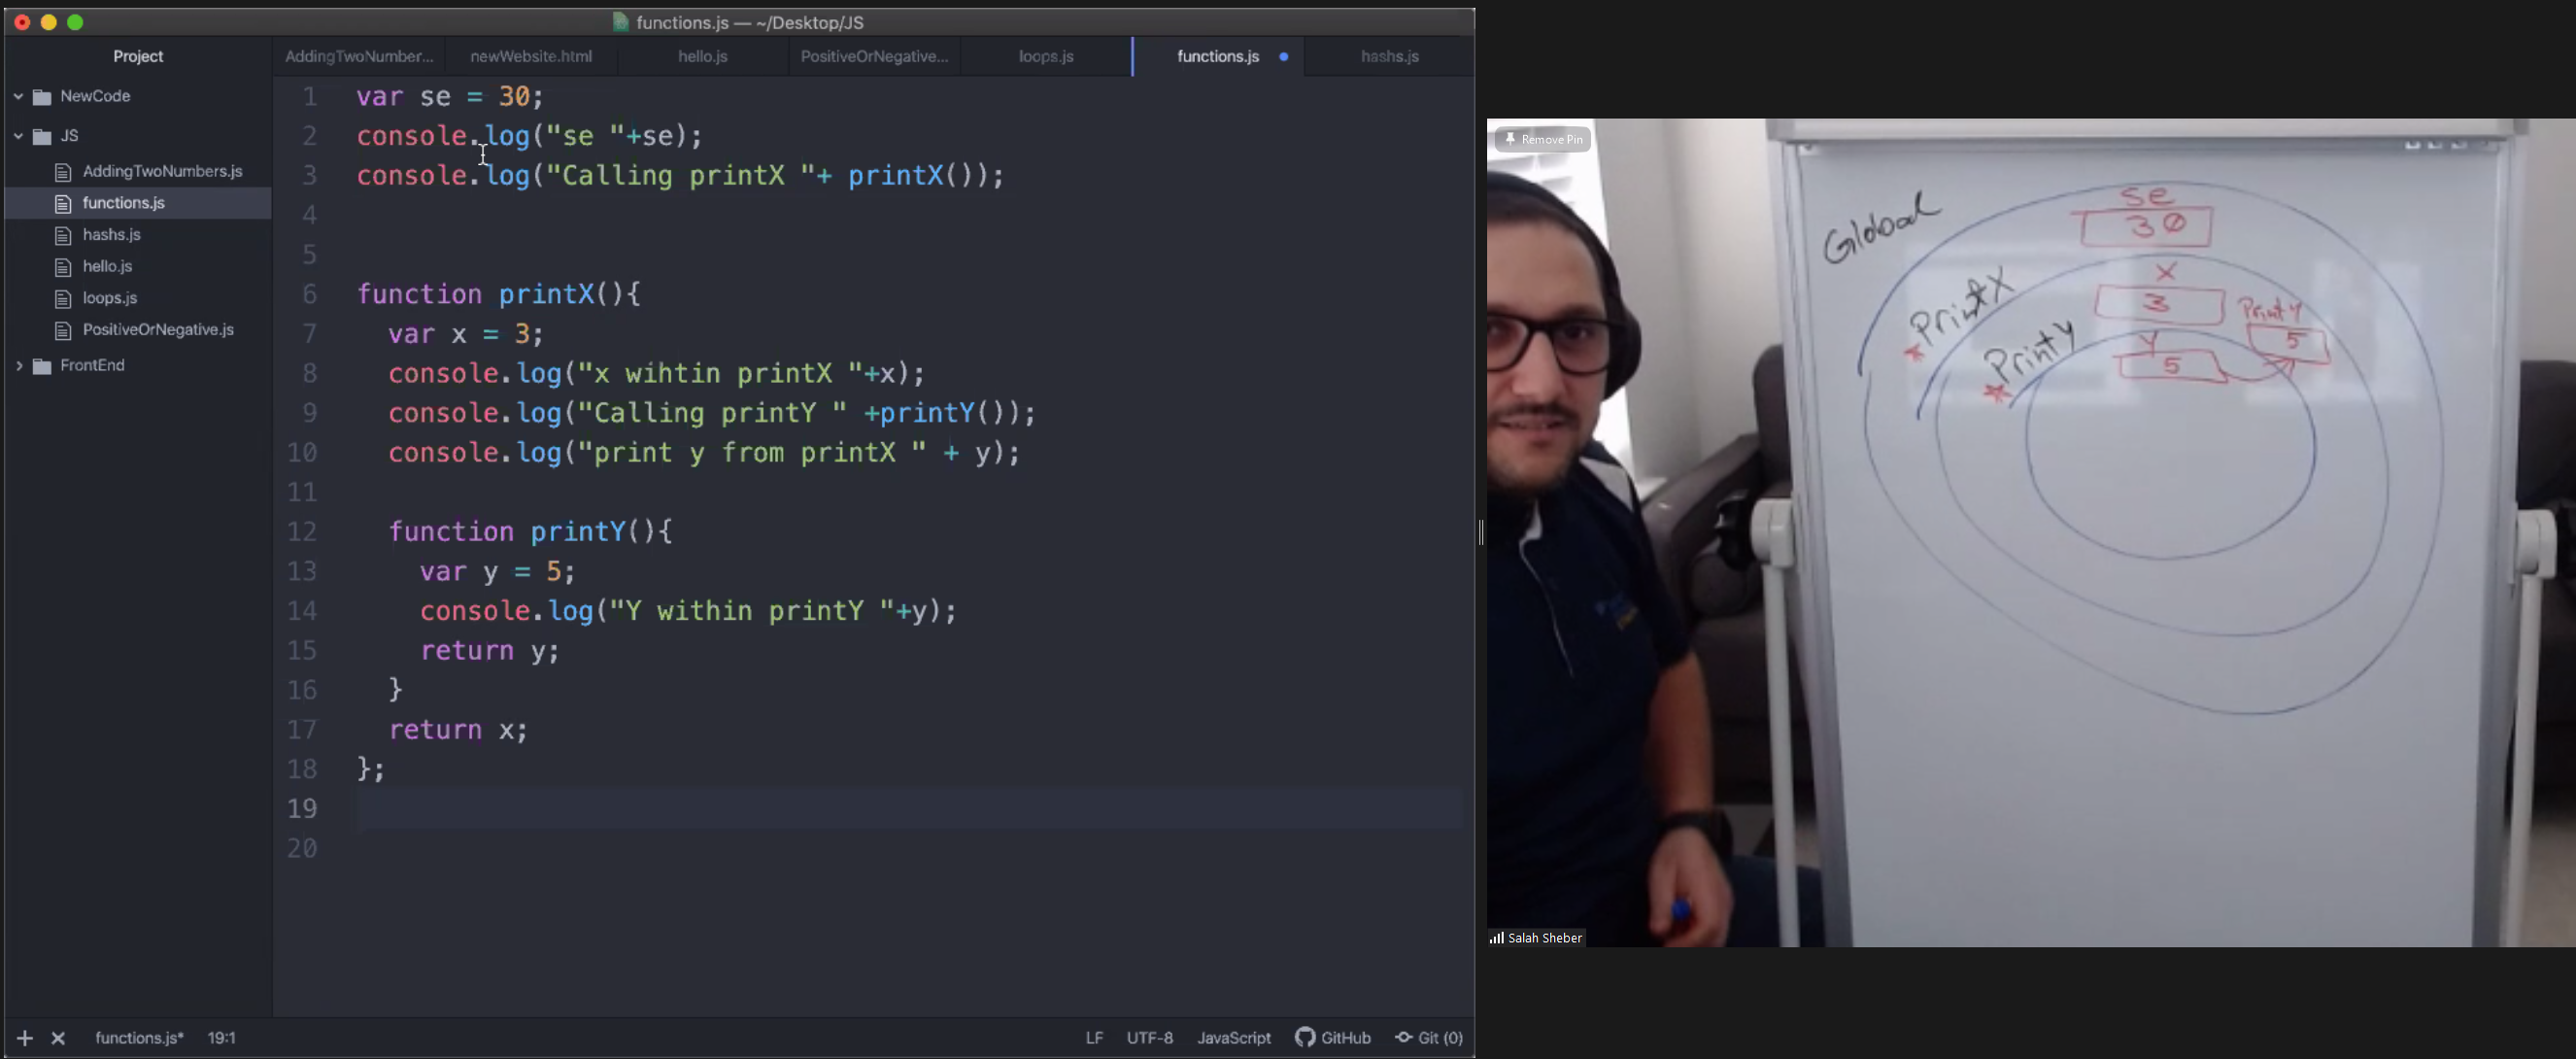 functions.js — ~/Desktop/JS
Project
AddingTwoNumber...
newWebsite.html
hello.js
PositiveOrNegative...
loops.js
functions.js
hashs.js
NewCode
JS
AddingTwoNumbers.js
functions.js
hashs.js
hello.js
loops.js
PositiveOrNegative.js
FrontEnd
1 var se = 30;
2 console.log("se "+se);
3 console.log("Calling printX "+ printX());
4
5
6 function printX(){
7 var x = 3;
8 console.log("x wihtin printX "+x);
9 console.log("Calling printY " +printY());
10 console.log("print y from printX " + y);
11
12 function printY(){
13 var y = 5;
14 console.log("Y within printY "+y);
15 return y;
16 }
17 return x;
18 };
19
20
functions.js* 19:1
LF UTF-8 JavaScript GitHub Git (0)
Remove Pin
Global
se
30
*PrintX
x
3
*PrintY
Y
5
PrintY
5
Salah Sheber